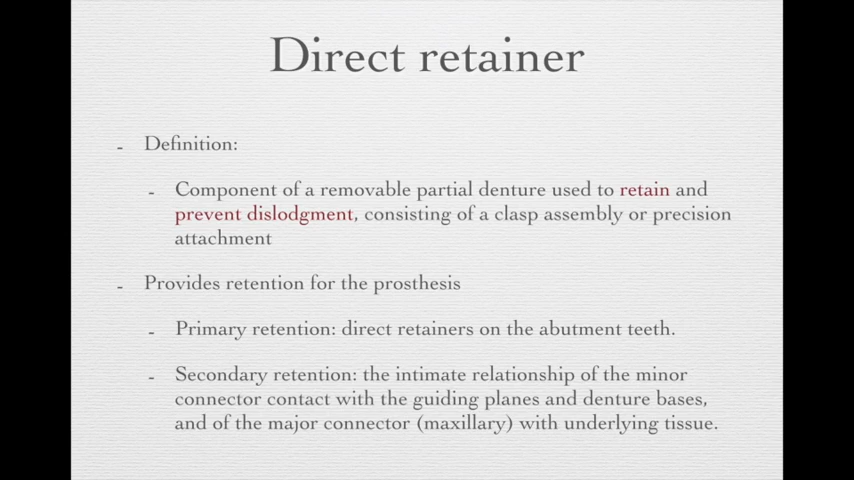 Direct retainer
- Definition:
- Component of a removable partial denture used to retain and
prevent dislodgment, consisting of a clasp assembly or precision
attachment
- Provides retention for the prosthesis
- Primary retention: direct retainers on the abutment teeth.
- Secondary retention: the intimate relationship of the minor
connector contact with the guiding planes and denture bases,
and of the major connector (maxillary) with underlying tissue.